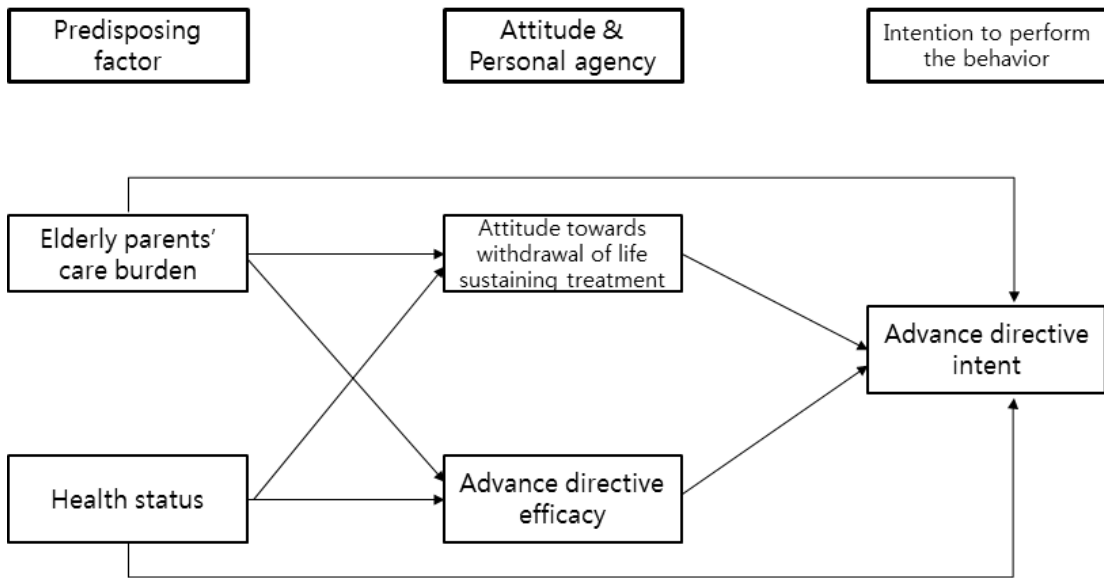 Predisposing
factor
Attitude &
Personal agency
Intention to perform
the behavior
Elderly parents’
care burden
Attitude towards
withdrawal of life
sustaining treatment
Advance directive
intent
Health status
Advance directive
efficacy